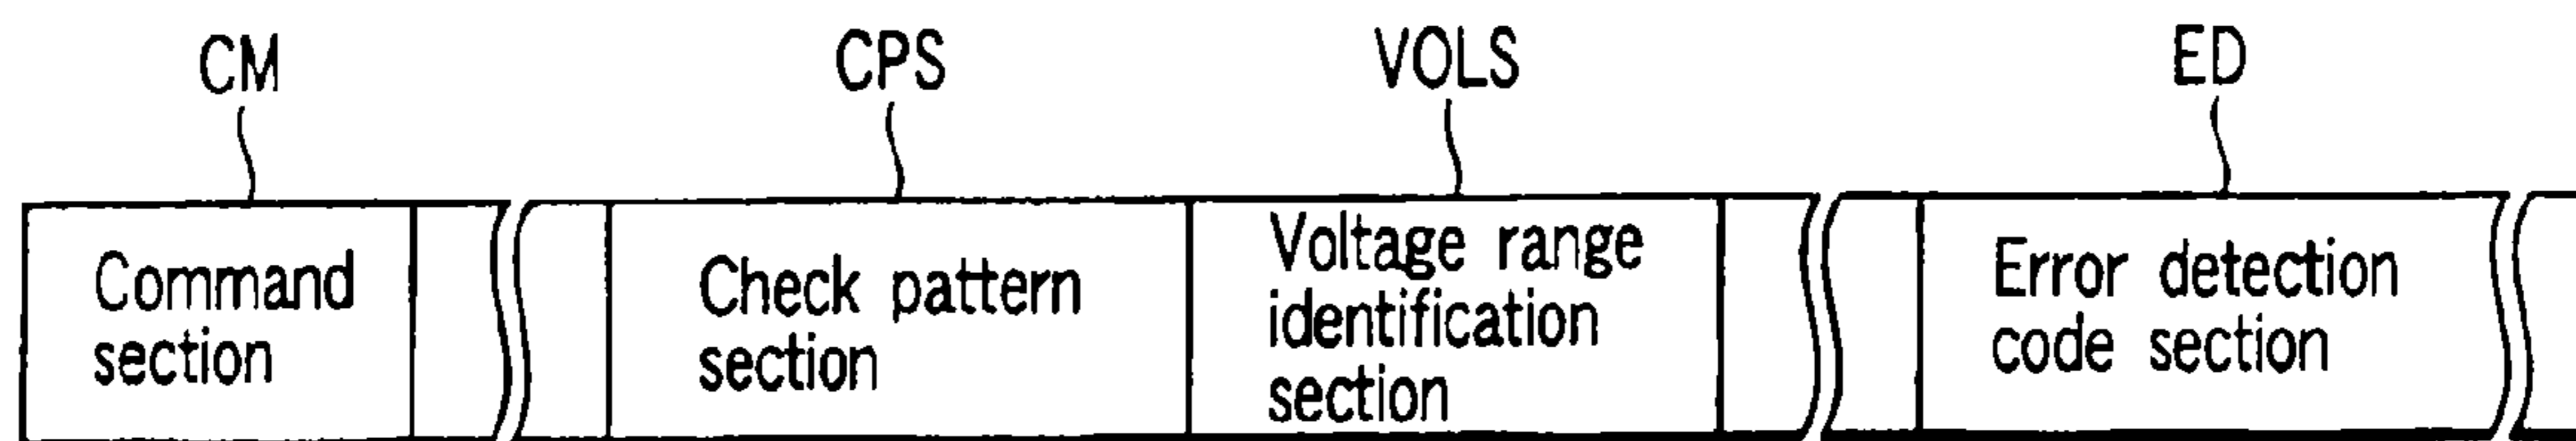 CM
CPS
VOLS
ED
Command
section
Check pattern
section
Voltage range
identification
section
Error detection
code section